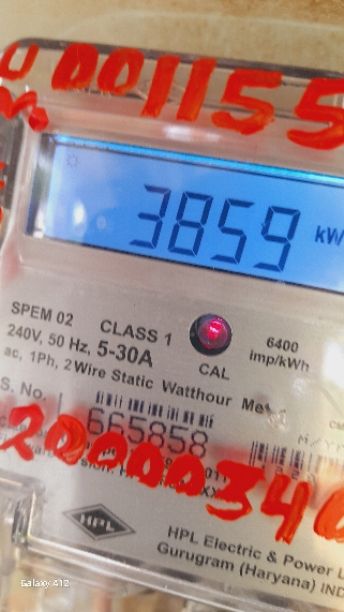 001155
3859 kW
SPEM 02 CLASS 1
240V, 50 Hz, 5-30A
ac, 1Ph, 2 Wire Static Watthour
CAL
6400
imp/kWh
S. No.
665858
20000340
HPL
HPL Electric & Power
Gurugram (Haryana) IND
Galaxy A12